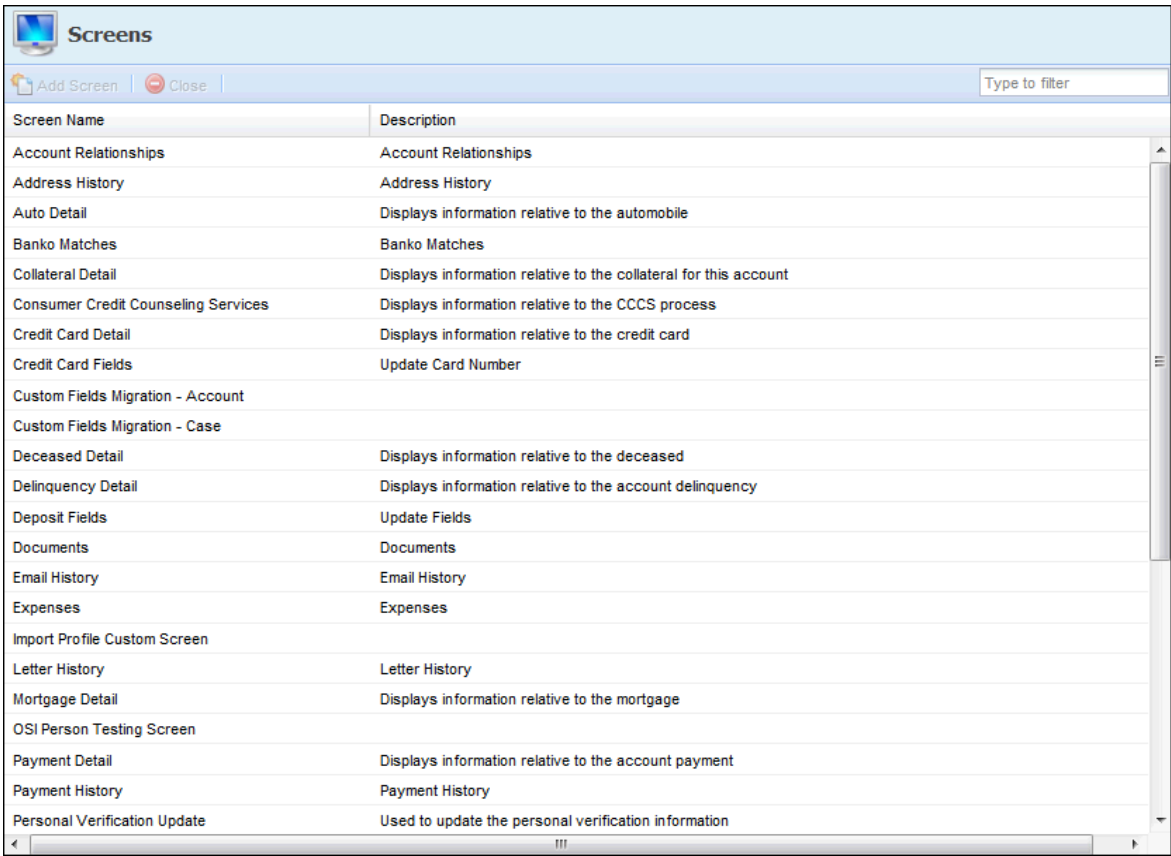 Screens
Add Screen Close Type to filter
Screen Name Description
Account Relationships Account Relationships
Address History Address History
Auto Detail Displays information relative to the automobile
Banko Matches Banko Matches
Collateral Detail Displays information relative to the collateral for this account
Consumer Credit Counseling Services Displays information relative to the CCCS process
Credit Card Detail Displays information relative to the credit card
Credit Card Fields Update Card Number
Custom Fields Migration - Account
Custom Fields Migration - Case
Deceased Detail Displays information relative to the deceased
Delinquency Detail Displays information relative to the account delinquency
Deposit Fields Update Fields
Documents Documents
Email History Email History
Expenses Expenses
Import Profile Custom Screen
Letter History Letter History
Mortgage Detail Displays information relative to the mortgage
OSI Person Testing Screen
Payment Detail Displays information relative to the account payment
Payment History Payment History
Personal Verification Update Used to update the personal verification information